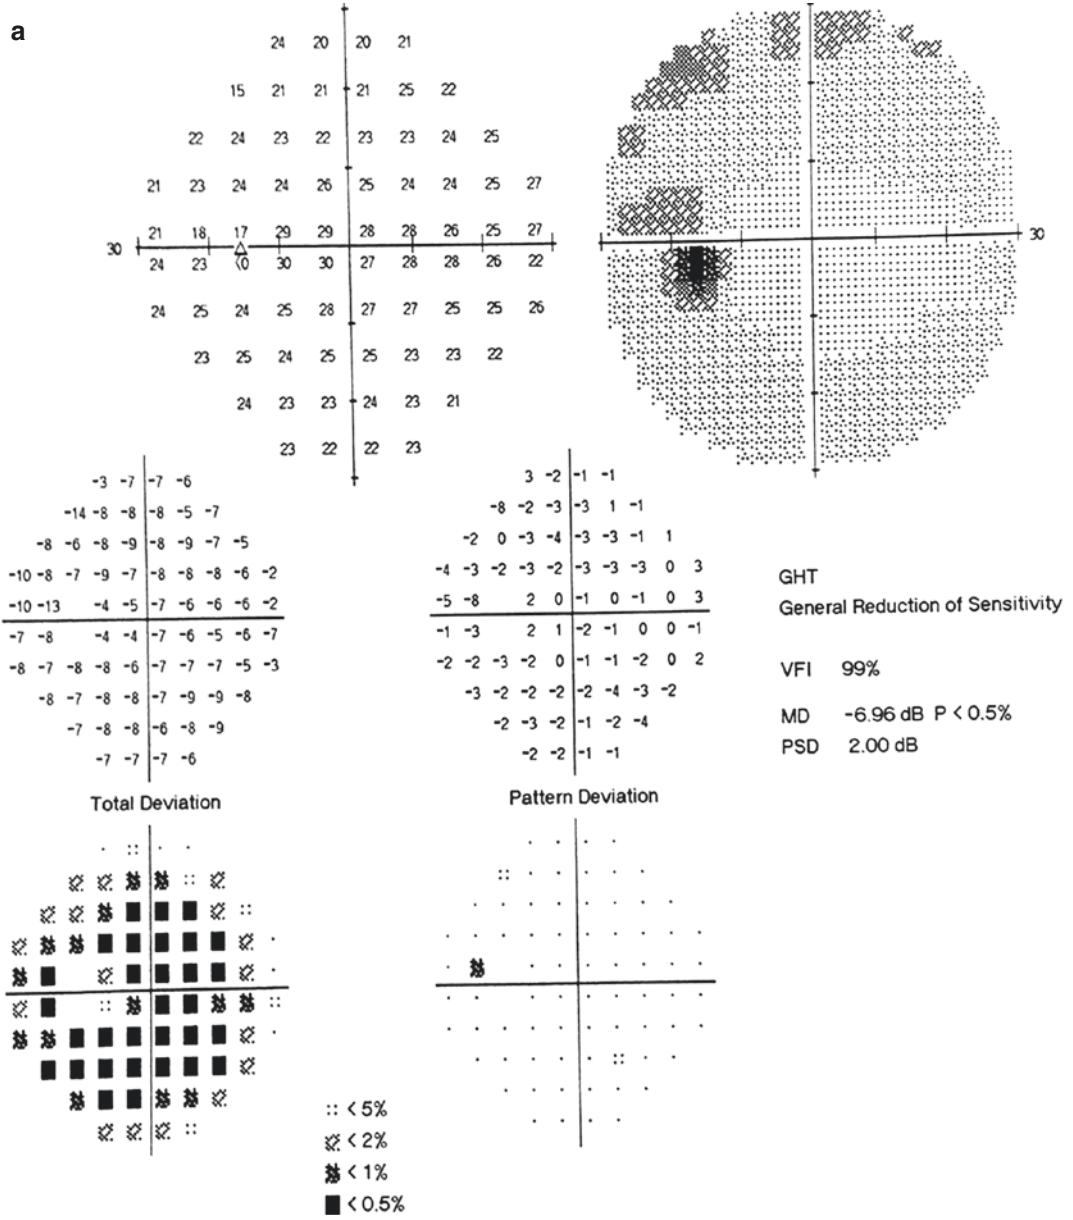 a
24 20 20 21
15 21 21 21 25 22
22 24 23 22 23 23 24 25
21 23 24 24 26 25 24 24 25 27
21 18 17 29 29 28 28 26 25 27
30 30
24 23 <0 30 30 27 28 28 26 22
24 25 24 25 28 27 27 25 25 26
23 25 24 25 25 23 23 22
24 23 23 24 23 21
23 22 22 23
-3 -7 -7 -6
-14 -8 -8 -8 -5 -7
-8 -6 -8 -9 -8 -9 -7 -5
-10 -8 -7 -9 -7 -8 -8 -8 -6 -2
-10 -13 -4 -5 -7 -6 -6 -6 -2
-7 -8 -4 -4 -7 -6 -5 -6 -7
-8 -7 -8 -8 -6 -7 -7 -7 -5 -3
-8 -7 -8 -8 -7 -9 -9 -8
-7 -8 -8 -6 -8 -9
-7 -7 -7 -6
Total Deviation
3 -2 -1 -1
-8 -2 -3 -3 1 -1
-2 0 -3 -4 -3 -3 -1 1
-4 -3 -2 -3 -2 -3 -3 -3 0 3
-5 -8 2 0 -1 0 -1 0 3
-1 -3 2 1 -2 -1 0 0 -1
-2 -2 -3 -2 0 -1 -1 -2 0 2
-3 -2 -2 -2 -2 -4 -3 -2
-2 -3 -2 -1 -2 -4
-2 -2 -1 -1
Pattern Deviation
GHT
General Reduction of Sensitivity
VFI 99%
MD -6.96 dB P < 0.5%
PSD 2.00 dB
< 5%
< 2%
< 1%
< 0.5%